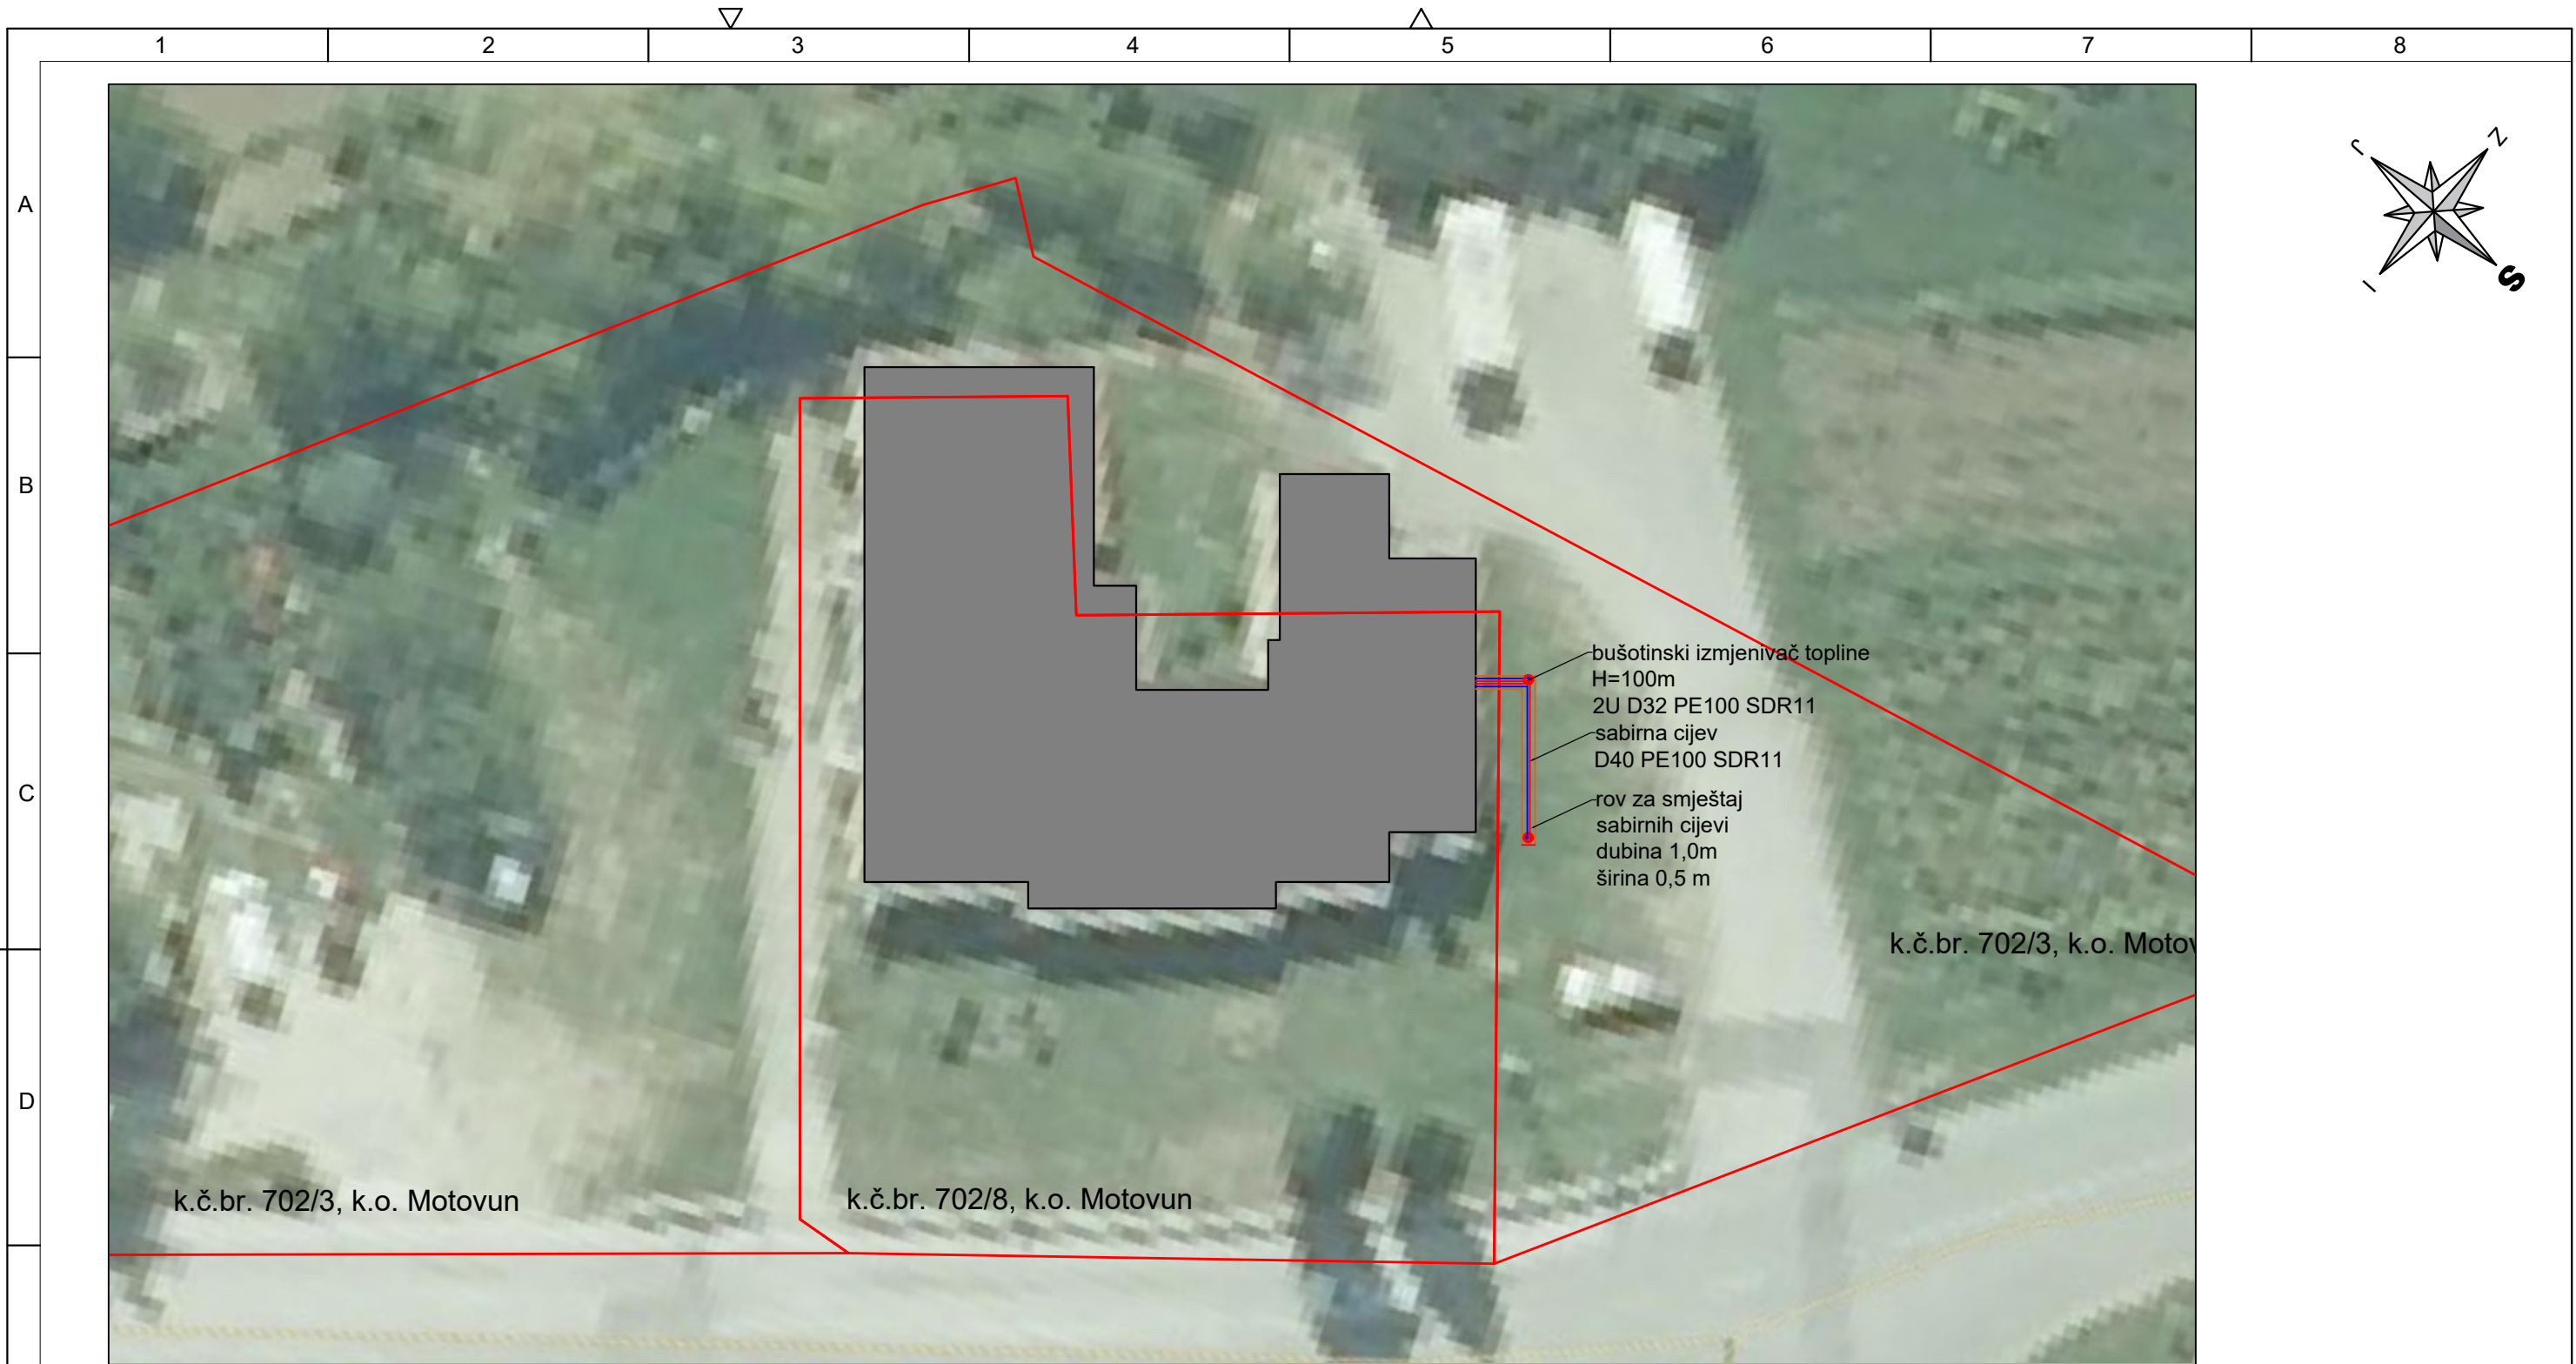 1 2 3 4 5 6 7 8
A
J
Z
I
S
B
bušotinski izmjenivač topline
H=100m
2U D32 PE100 SDR11
sabirna cijev
D40 PE100 SDR11
C
rov za smještaj
sabirnih cijevi
dubina 1,0m
širina 0,5 m
k.č.br. 702/3, k.o. Motov
D
k.č.br. 702/3, k.o. Motovun
k.č.br. 702/8, k.o. Motovun